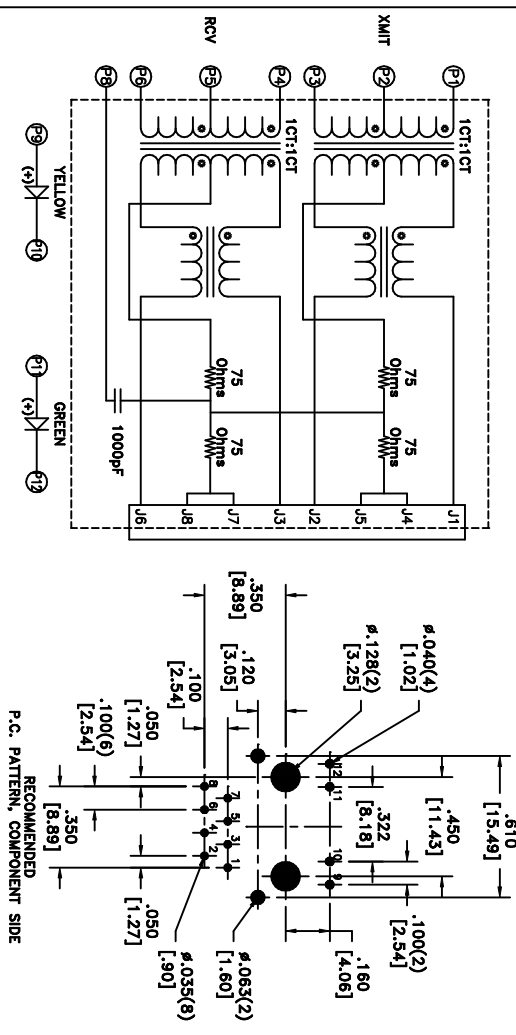 XMIT
RCV
P1
P2
P3
P4
P5
P6
P8
1CT:1CT
1CT:1CT
75
Ohms
75
Ohms
75
Ohms
75
Ohms
1000pF
J1
J4
J5
J2
J3
J7
J8
J6
YELLOW
P9
(+)
P10
GREEN
P11
(+)
P12
.610
[15.49]
.450
[11.43]
.322
[8.18]
.100(2)
[2.54]
.160
[4.06]
ø.040(4)
[1.02]
ø.128(2)
[3.25]
.350
[8.89]
.120
[3.05]
.100
[2.54]
.050
[1.27]
.100(6)
[2.54]
.350
[8.89]
.050
[1.27]
ø.035(8)
[.90]
ø.063(2)
[1.60]
12
11
10
9
8
7
6
5
4
3
2
1
RECOMMENDED
P.C. PATTERN, COMPONENT SIDE